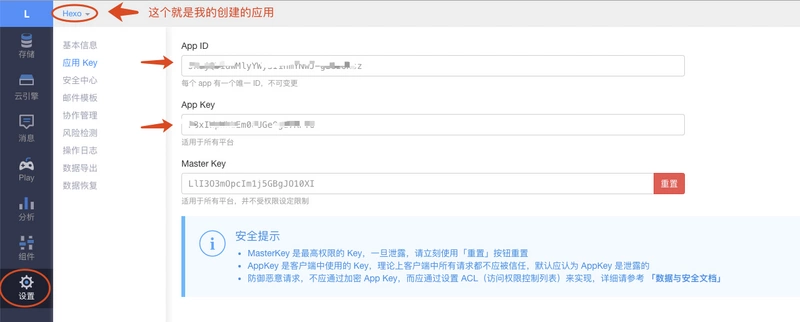 L
Hexo
这个就是我的创建的应用
存储
云引擎
消息
Play
分析
组件
设置
基本信息
应用 Key
安全中心
邮件模板
协作管理
风险检测
操作日志
数据导出
数据恢复
App ID
每个 app 有一个唯一 ID，不可变更
App Key
适用于所有平台
Master Key
LlI3O3mOpcIm1j5GBgJO10XI
重置
适用于所有平台，并不受权限设定限制
安全提示
MasterKey 是最高权限的 Key，一旦泄露，请立刻使用「重置」按钮重置
AppKey 是客户端中使用的 Key，理论上客户端中所有请求都不应被信任，默认应认为 AppKey 是泄露的
防御恶意请求，不应通过加密 App Key，而应通过设置 ACL（访问权限控制列表）来实现，详细请参考 「数据与安全文档」